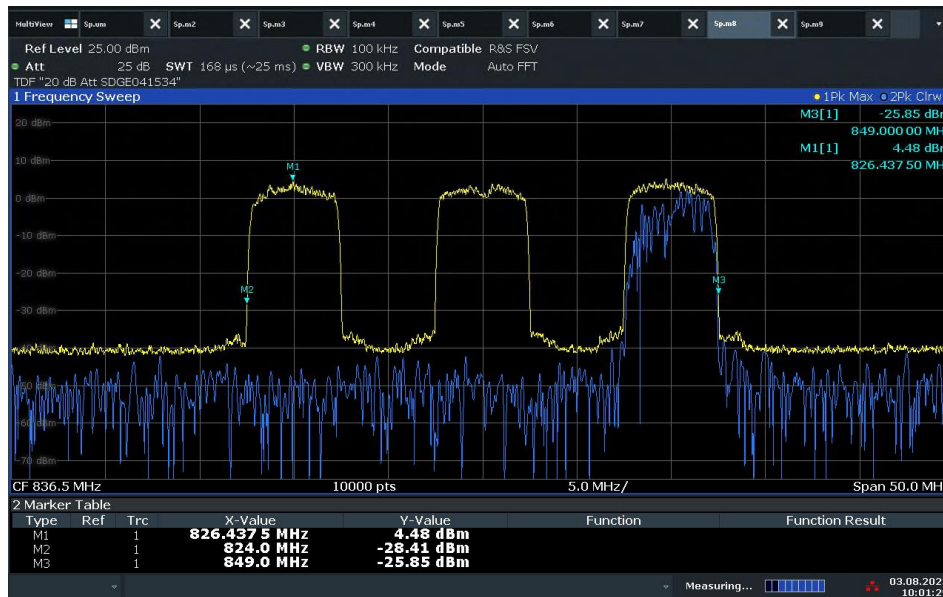 MultiView Sp.um Sp.m2 Sp.m3 Sp.m4 Sp.m5 Sp.m6 Sp.m7 Sp.m8 Sp.m9
Ref Level 25.00 dBm RBW 100 kHz Compatible R&S FSV
Att 25 dB SWT 168 µs (~25 ms) VBW 300 kHz Mode Auto FFT
TDF "20 dB Att SDGE041534"
1 Frequency Sweep 1Pk Max 2Pk Clrw
M3[1] -25.85 dB
849.000 00 MH
M1[1] 4.48 dB
826.437 50 MH
20 dBm
10 dBm
M1
0 dBm
-10 dBm
-20 dBm
M2
M3
-30 dBm
-60 dBm
-70 dBm
CF 836.5 MHz 10000 pts 5.0 MHz/ Span 50.0 MH
2 Marker Table
Type Ref Trc X-Value Y-Value Function Function Result
M1 1 826.437 5 MHz 4.48 dBm
M2 1 824.0 MHz -28.41 dBm
M3 1 849.0 MHz -25.85 dBm
Measuring... 03.08.202
10:01:2